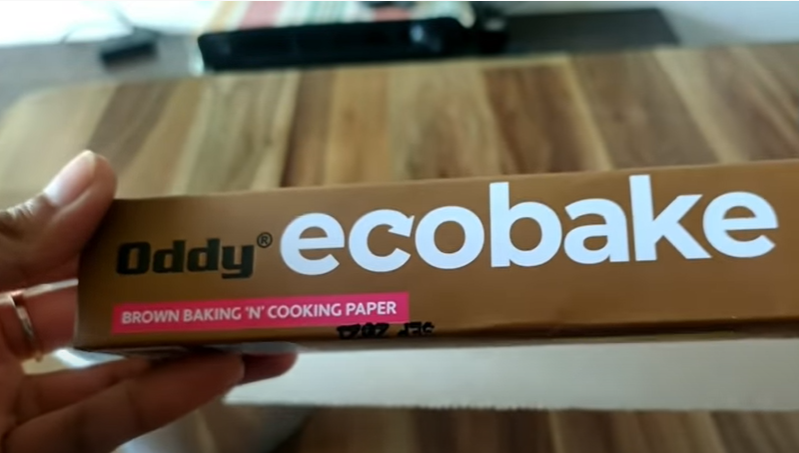 Oddy® ecobake
BROWN BAKING 'N' COOKING PAPER